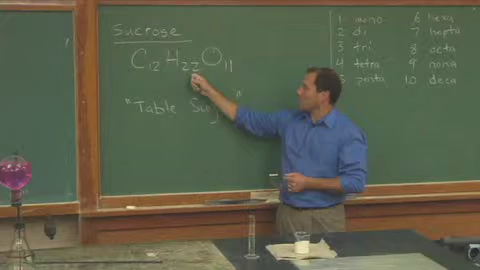 Sucrose
C12H22O11
"Table Sugar"
1 mono
2 di
3 tri
4 tetra
5 penta
6 hexa
7 hepta
8 octa
9 nona
10 deca